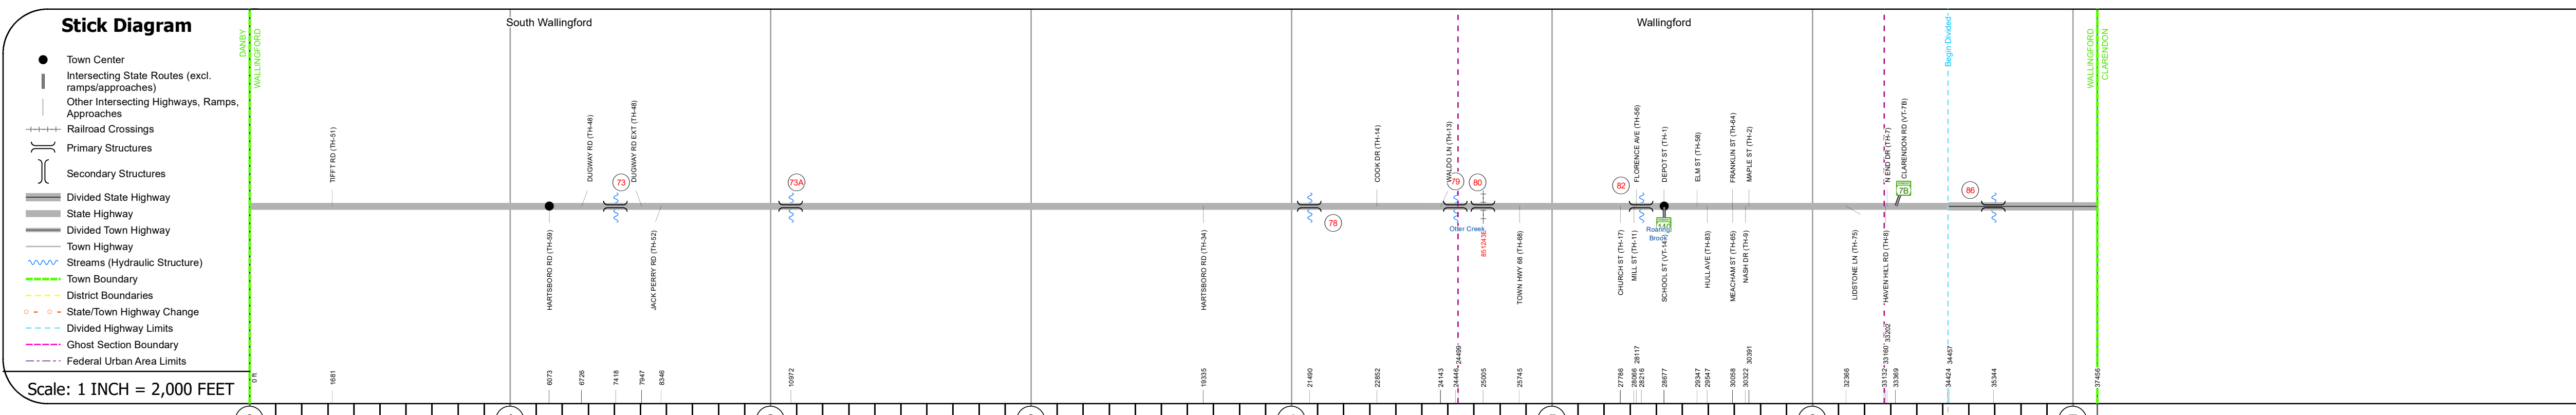 Stick Diagram
Town Center
Intersecting State Routes (excl.
ramps/approaches)
Other Intersecting Highways, Ramps,
Approaches
Railroad Crossings
Primary Structures
Secondary Structures
Divided State Highway
State Highway
Divided Town Highway
Town Highway
Streams (Hydraulic Structure)
Town Boundary
District Boundaries
State/Town Highway Change
Divided Highway Limits
Ghost Section Boundary
Federal Urban Area Limits
Scale: 1 INCH = 2,000 FEET
DANBY
WALLINGFORD
South Wallingford
Wallingford
Begin Divided
WALLINGFORD
CLARENDON
TIFFT RD (TH-51)
DUGWAY RD (TH-48)
DUGWAY RD EXT (TH-48)
COOK DR (TH-14)
WALDO LN (TH-13)
FLORENCE AVE (TH-56)
DEPOT ST (TH-1)
ELM ST (TH-58)
FRANKLIN ST (TH-64)
MAPLE ST (TH-2)
N END DR (TH-7)
CLARENDON RD (VT-7B)
73
73A
78
79
80
82
7B
86
Otter Creek
Roaring
Brook
HARTSBORO RD (TH-59)
JACK PERRY RD (TH-52)
HARTSBORO RD (TH-34)
851243E
TOWN HWY 68 (TH-68)
CHURCH ST (TH-17)
MILL ST (TH-11)
SCHOOL ST (VT-14
HULL AVE (TH-83)
MEACHAM ST (TH-65)
NASH DR (TH-9)
LIDSTONE LN (TH-75)
HAVEN HILL RD (TH-8)
0 ft
1681
6073
6726
7418
7947
8346
10972
19335
21490
22852
24143
24446
24499
25005
25745
27786
28066
28117
28216
28677
29347
29547
30058
30322
30391
32366
33132
33160
33202
33369
34424
34457
35344
37456